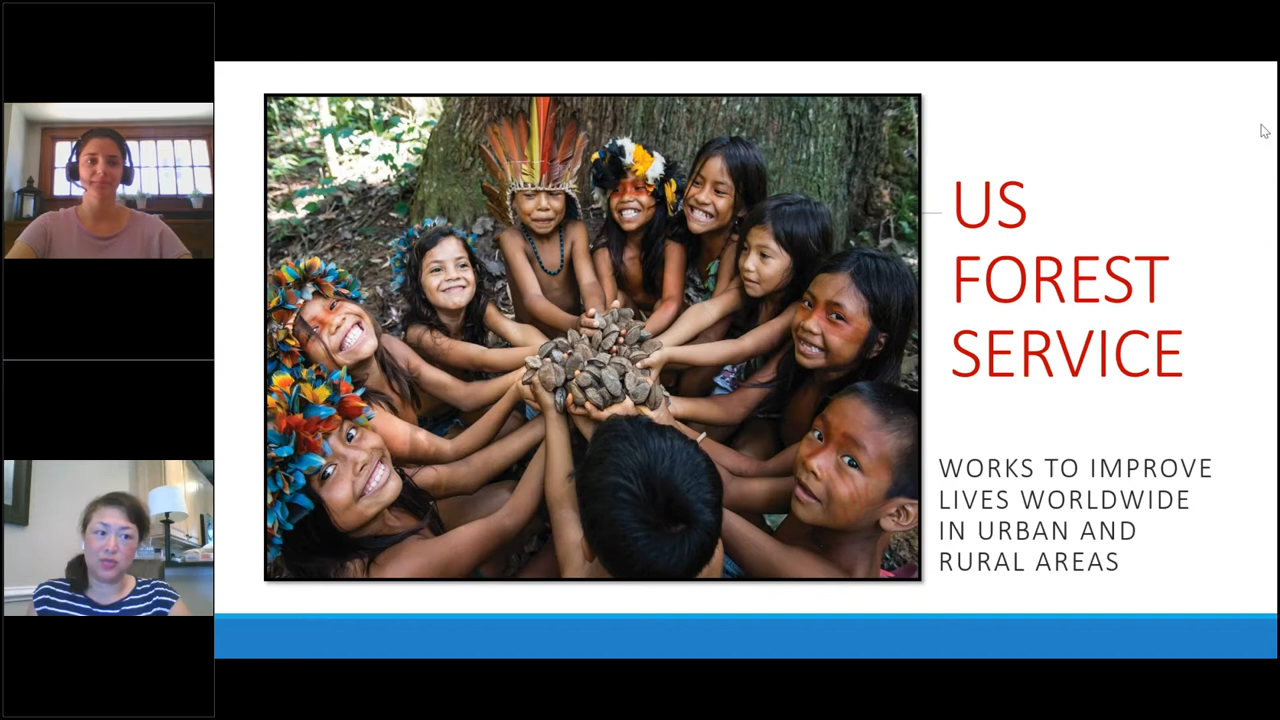 US
FOREST
SERVICE
WORKS TO IMPROVE
LIVES WORLDWIDE
IN URBAN AND
RURAL AREAS